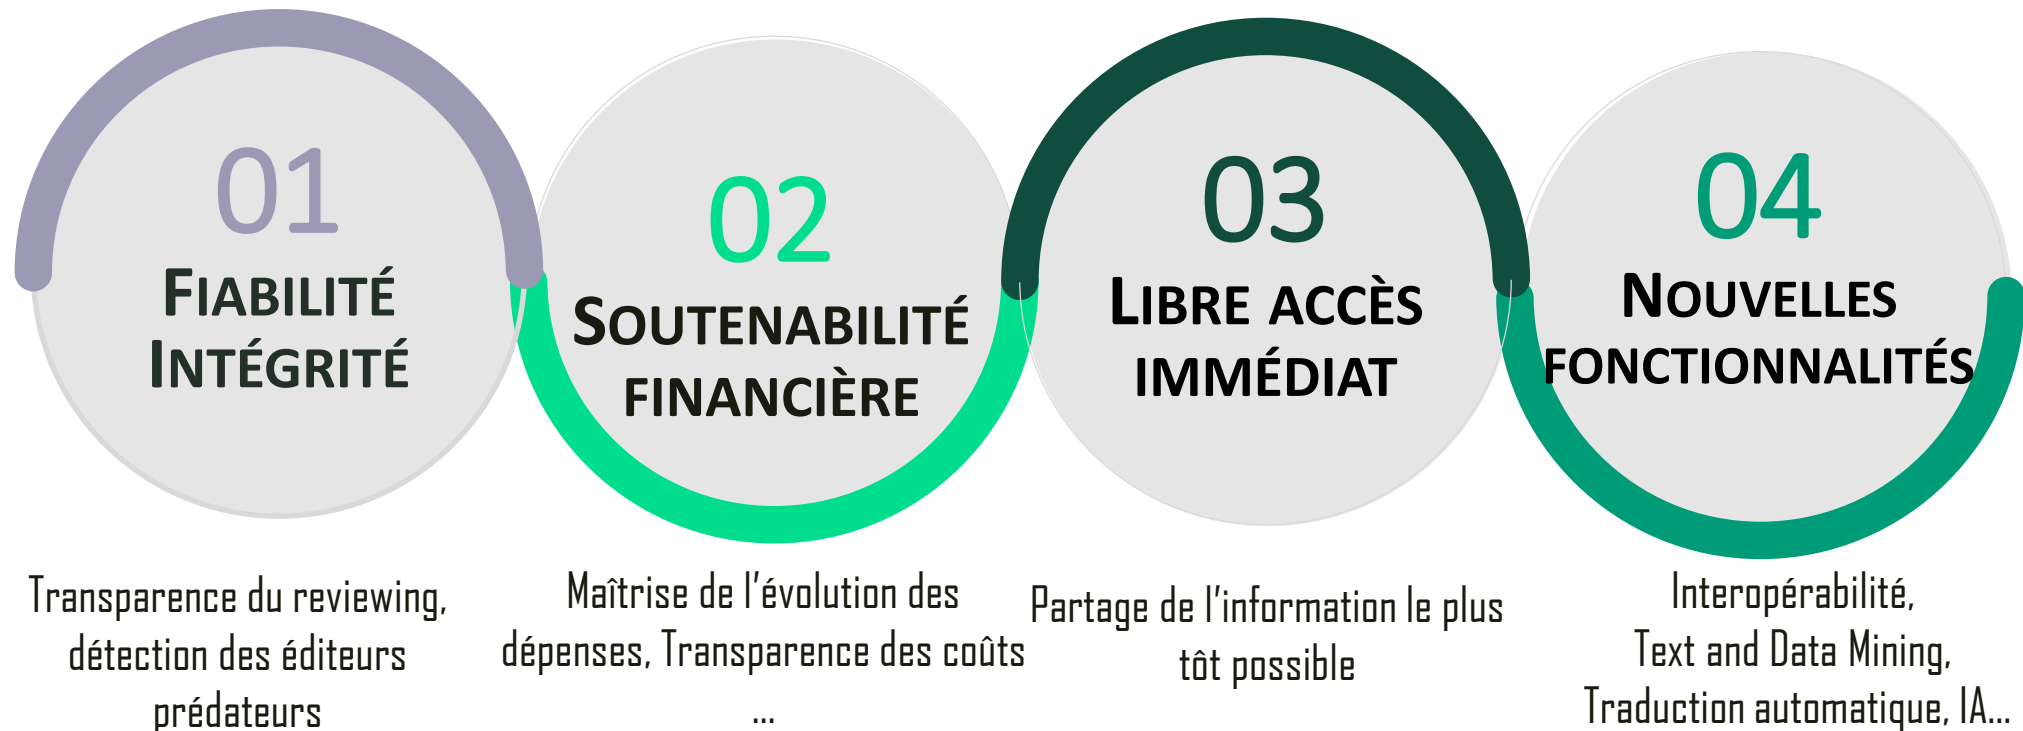 01
FIABILITÉ
INTÉGRITÉ
Transparence du reviewing,
détection des éditeurs
prédateurs
02
SOUTENABILITÉ
FINANCIÈRE
Maîtrise de l'évolution des
dépenses, Transparence des coûts
...
03
LIBRE ACCÈS
IMMÉDIAT
Partage de l'information le plus
tôt possible
04
NOUVELLES
FONCTIONNALITÉS
Interopérabilité,
Text and Data Mining,
Traduction automatique, IA...